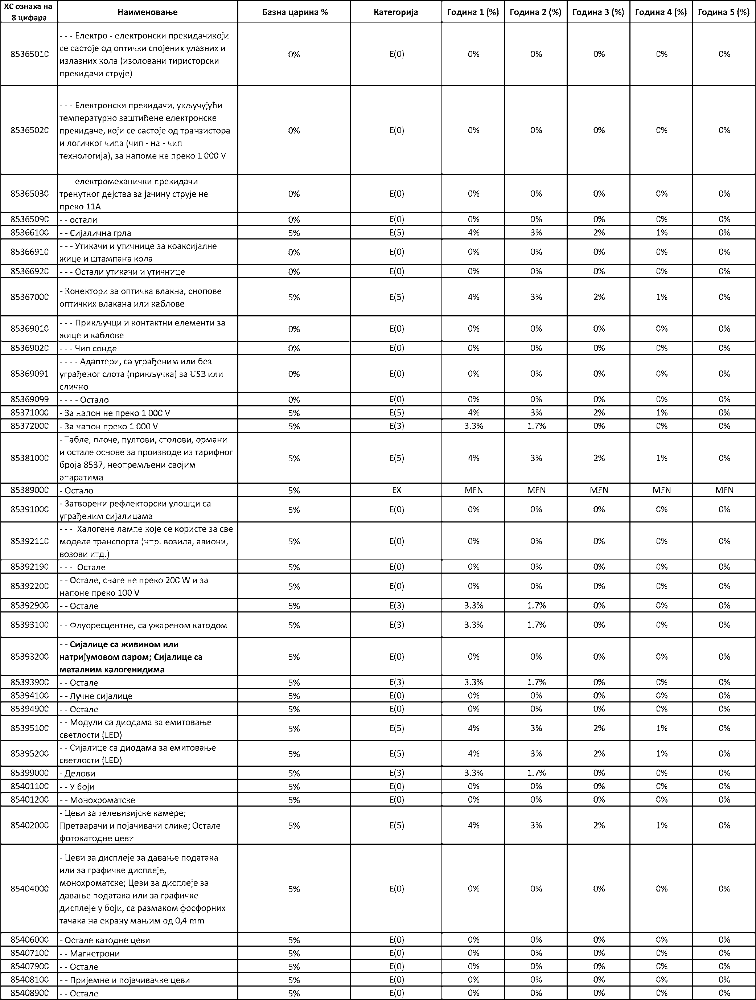 ХС ознака на
8 цифара
Наименовање
Базна царина %
Категорија
Година 1 (%)
Година 2 (%)
Година 3 (%)
Година 4 (%)
Година 5 (%)
85365010
- - - Електро - електронски прекидачикоји
се састоје од оптички спојених улазних и
излазних кола (изоловани тиристорски
прекидачи струје)
0% E(0) 0% 0% 0% 0% 0%
85365020
- - - Електронски прекидачи, укључујући
температурно заштићене електронске
прекидаче, који се састоје од транзистора
и логичког чипа (чип - на - чип
технологија), за напоме не преко 1 000 V
0% E(0) 0% 0% 0% 0% 0%
85365030
- - - електромеханички прекидачи
тренутног дејства за јачину струје не
преко 11А
0% E(0) 0% 0% 0% 0% 0%
85365090 - - остали 0% E(0) 0% 0% 0% 0% 0%
85366100 - - Сијалична грла 5% E(5) 4% 3% 2% 1% 0%
85366910
- - - Утикачи и утичнице за коаксијалне
жице и штампана кола
0% E(0) 0% 0% 0% 0% 0%
85366920 - - - Остали утикачи и утичнице 0% E(0) 0% 0% 0% 0% 0%
85367000
- Конектори за оптичка влакна, снопове
оптичких влакана или каблове
5% E(5) 4% 3% 2% 1% 0%
85369010
- - - Прикључци и контактни елементи за
жице и каблове
0% E(0) 0% 0% 0% 0% 0%
85369020 - - - Чип сонде 0% E(0) 0% 0% 0% 0% 0%
85369091
- - - - Адаптери, са уграђеним или без
уграђеног слота (прикључка) за USB или
слично
0% E(0) 0% 0% 0% 0% 0%
85369099 - - - - Остало 0% E(0) 0% 0% 0% 0% 0%
85371000 - За напон не преко 1 000 V 5% E(5) 4% 3% 2% 1% 0%
85372000 - За напон преко 1 000 V 5% E(3) 3.3% 1.7% 0% 0% 0%
85381000
- Табле, плоче, пултови, столови, ормани
и остале основе за производе из тарифног
броја 8537, неопремљени својим
апаратима
5% E(5) 4% 3% 2% 1% 0%
85389000 - Остало 5% EX MFN MFN MFN MFN MFN
85391000
- Затворени рефлекторски улошци са
уграђеним сијалицама
5% E(0) 0% 0% 0% 0% 0%
85392110
- - - Халогене лампе које се користе за све
моделе транспорта (нпр. возила, авиони,
возови итд.)
5% E(0) 0% 0% 0% 0% 0%
85392190 - - - Остале 5% E(0) 0% 0% 0% 0% 0%
85392200
- - Остале, снаге не преко 200 W и за
напоне преко 100 V
5% E(0) 0% 0% 0% 0% 0%
85392900 - - Остале 5% E(3) 3.3% 1.7% 0% 0% 0%
85393100 - - Флуоресцентне, са ужареном катодом 5% E(3) 3.3% 1.7% 0% 0% 0%
85393200
- - Сијалице са живином или
натријумовом паром; Сијалице са
металним халогенидима
5% E(0) 0% 0% 0% 0% 0%
85393900 - - Остале 5% E(3) 3.3% 1.7% 0% 0% 0%
85394100 - - Лучне сијалице 5% E(0) 0% 0% 0% 0% 0%
85394900 - - Остале 5% E(0) 0% 0% 0% 0% 0%
85395100
- - Модули са диодама за емитовање
светлости (LED)
5% E(5) 4% 3% 2% 1% 0%
85395200
- - Сијалице са диодама за емитовање
светлости (LED)
5% E(5) 4% 3% 2% 1% 0%
85399000 - Делови 5% E(3) 3.3% 1.7% 0% 0% 0%
85401100 - - У боји 5% E(0) 0% 0% 0% 0% 0%
85401200 - - Монохроматске 5% E(0) 0% 0% 0% 0% 0%
85402000
- Цеви за телевизијске камере;
Претварачи и појачивачи слике; Остале
фотокатодне цеви
5% E(5) 4% 3% 2% 1% 0%
85404000
- Цеви за дисплеје за давање података
или за графичке дисплеје,
монохроматске; Цеви за дисплеје за
давање података или за графичке
дисплеје у боји, са размаком фосфорних
тачака на екрану мањим од 0,4 mm
5% E(0) 0% 0% 0% 0% 0%
85406000 - Остале катодне цеви 5% E(0) 0% 0% 0% 0% 0%
85407100 - - Магнетрони 5% E(0) 0% 0% 0% 0% 0%
85407900 - - Остале 5% E(0) 0% 0% 0% 0% 0%
85408100 - - Пријемне и појачивачке цеви 5% E(0) 0% 0% 0% 0% 0%
85408900 - - Остале 5% E(0) 0% 0% 0% 0% 0%